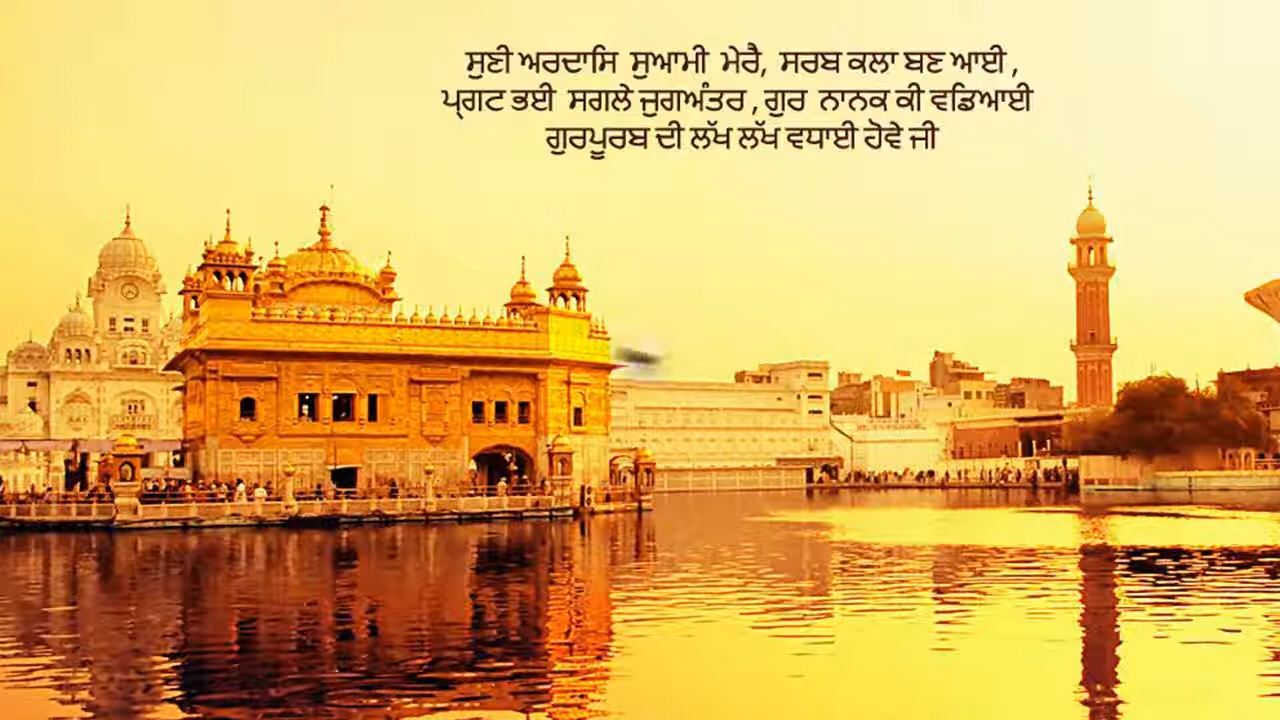 ਸੁਣੀ ਅਰਦਾਸਿ ਸੁਆਮੀ ਮੇਰੈ, ਸਰਬ ਕਲਾ ਬਣ ਆਈ ,
ਪ੍ਗਟ ਭਈ ਸਗਲੇ ਜੁਗਅੰਤਰ , ਗੁਰ ਨਾਨਕ ਕੀ ਵਡਿਆਈ
ਗੁਰਪੂਰਬ ਦੀ ਲੱਖ ਲੱਖ ਵਧਾਈ ਹੋਵੇ ਜੀ